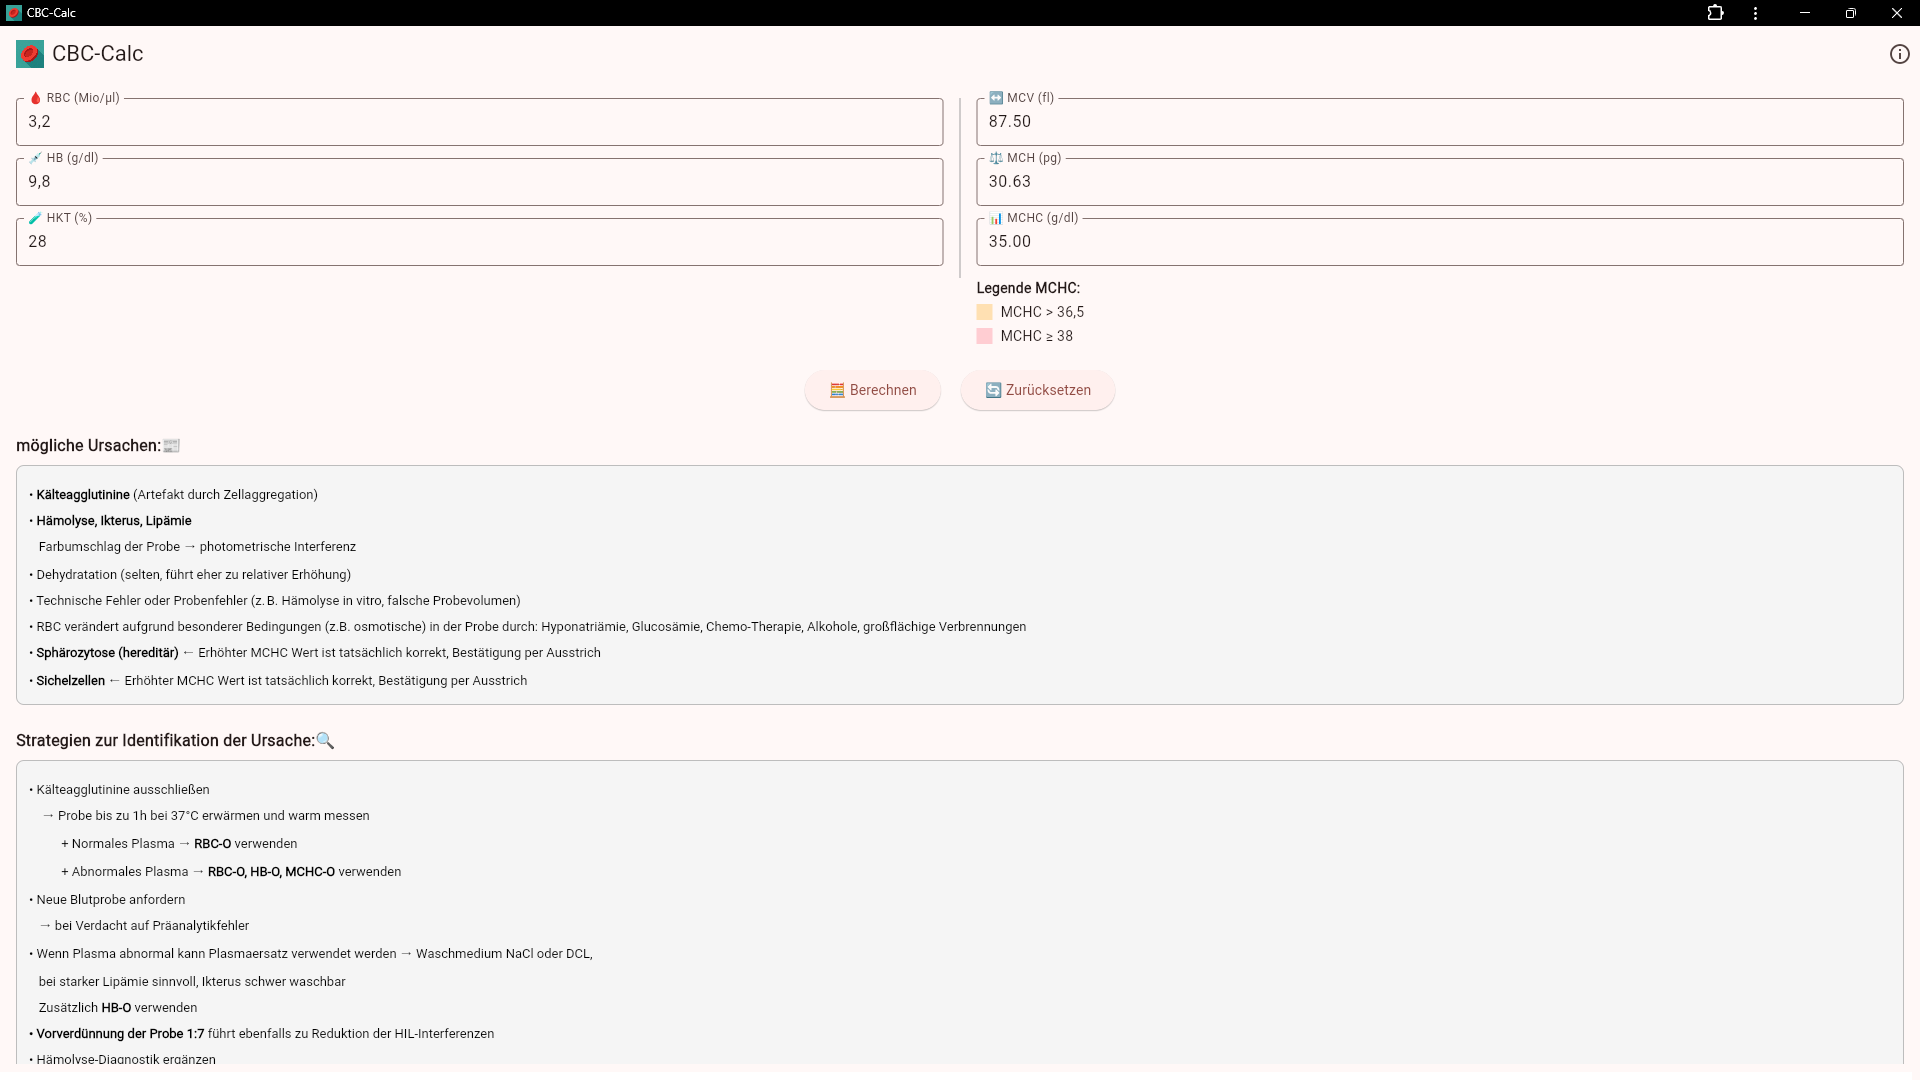 CBC-Calc
CBC-Calc
RBC (Mio/µl)
3,2
HB (g/dl)
9,8
HKT (%)
28
MCV (fl)
87.50
MCH (pg)
30.63
MCHC (g/dl)
35.00
Legende MCHC:
MCHC > 36,5
MCHC ≥ 38
Berechnen
Zurücksetzen
mögliche Ursachen:
• Kälteagglutinine (Artefakt durch Zellaggregation)
• Hämolyse, Ikterus, Lipämie
Farbumschlag der Probe → photometrische Interferenz
• Dehydratation (selten, führt eher zu relativer Erhöhung)
• Technische Fehler oder Probenfehler (z. B. Hämolyse in vitro, falsche Probevolumen)
• RBC verändert aufgrund besonderer Bedingungen (z.B. osmotische) in der Probe durch: Hyponatriämie, Glucosämie, Chemo-Therapie, Alkohole, großflächige Verbrennungen
• Sphärozytose (hereditär) ← Erhöhter MCHC Wert ist tatsächlich korrekt, Bestätigung per Ausstrich
• Sichelzellen ← Erhöhter MCHC Wert ist tatsächlich korrekt, Bestätigung per Ausstrich
Strategien zur Identifikation der Ursache:
• Kälteagglutinine ausschließen
→ Probe bis zu 1h bei 37°C erwärmen und warm messen
+ Normales Plasma → RBC-O verwenden
+ Abnormales Plasma → RBC-O, HB-O, MCHC-O verwenden
• Neue Blutprobe anfordern
→ bei Verdacht auf Präanalytikfehler
• Wenn Plasma abnormal kann Plasmaersatz verwendet werden → Waschmedium NaCl oder DCL,
bei starker Lipämie sinnvoll, Ikterus schwer waschbar
Zusätzlich HB-O verwenden
• Vorverdünnung der Probe 1:7 führt ebenfalls zu Reduktion der HIL-Interferenzen
• Hämolyse-Diagnostik ergänzen